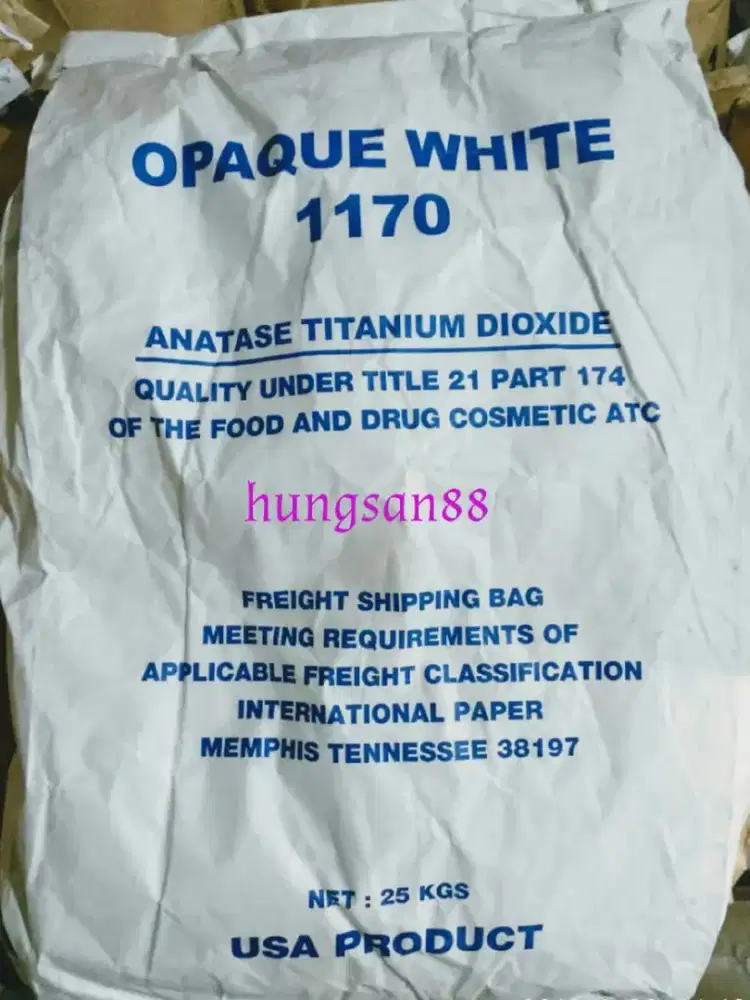 OPAQUE WHITE
1170
ANATASE TITANIUM DIOXIDE
QUALITY UNDER TITLE 21 PART 174
OF THE FOOD AND DRUG COSMETIC ATC
hungsan88
FREIGHT SHIPPING BAG
MEETING REQUIREMENTS OF
APPLICABLE FREIGHT CLASSIFICATION
INTERNATIONAL PAPER
MEMPHIS TENNESSEE 38197
NET : 25 KGS
USA PRODUCT